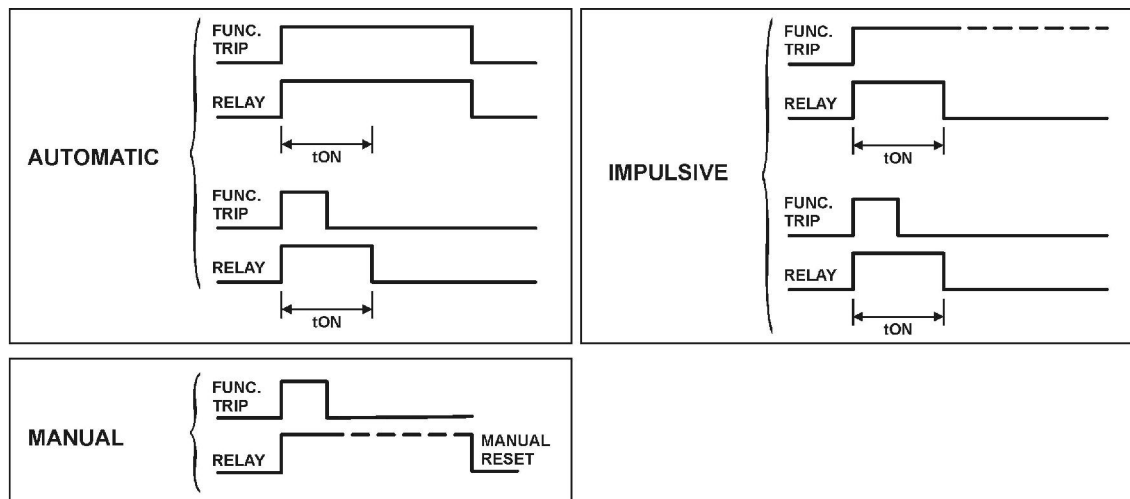 AUTOMATIC
FUNC.
TRIP
RELAY
tON
FUNC.
TRIP
RELAY
tON
IMPULSIVE
FUNC.
TRIP
RELAY
tON
FUNC.
TRIP
RELAY
tON
MANUAL
FUNC.
TRIP
RELAY
MANUAL
RESET